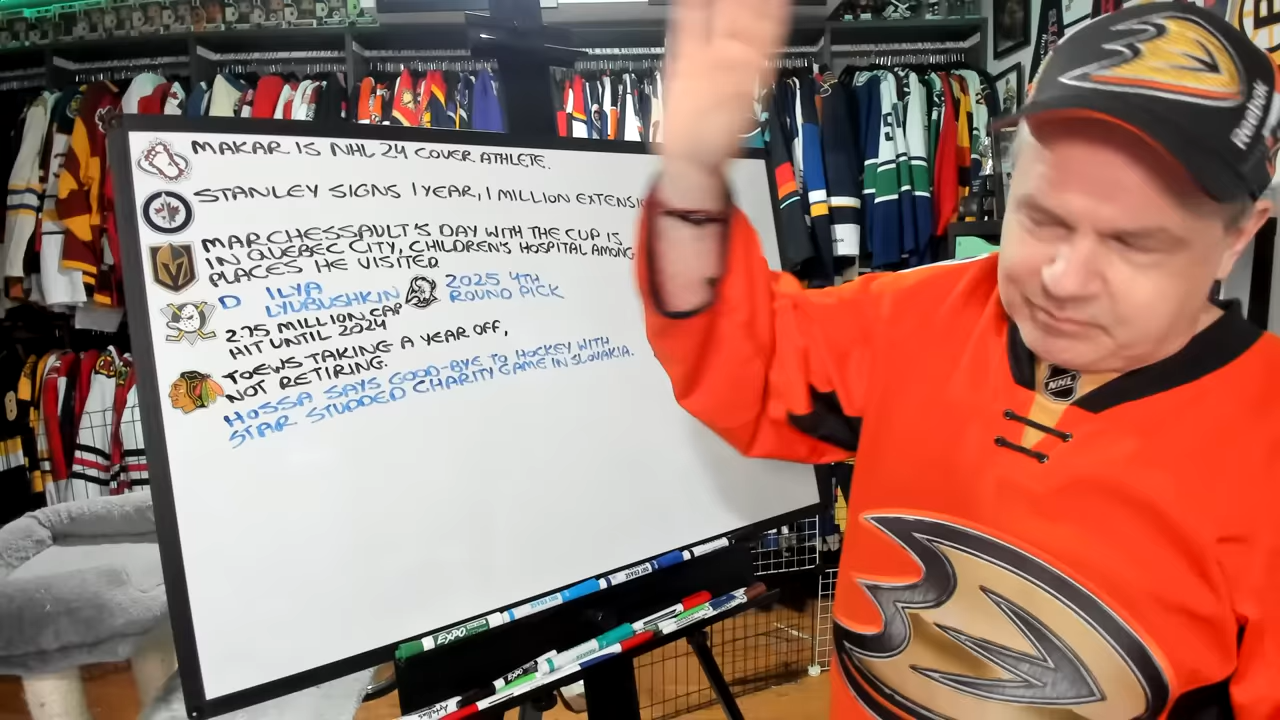 MAKAR IS NHL 24 COVER ATHLETE.
STANLEY SIGNS 1 YEAR, 1 MILLION EXTENSI
MARCHESSAULT'S DAY WITH THE CUP IS
IN QUEBEC CITY, CHILDREN'S HOSPITAL AMONG
PLACES HE VISITED
D ILYA
LYUBUSHKIN
2025 4TH
ROUND PICK
2.75 MILLION CAP
HIT UNTIL 2024
TOEWS TAKING A YEAR OFF,
NOT RETIRING.
HOSSA SAYS GOOD-BYE TO HOCKEY WITH
STAR STUDDED CHARITY GAME IN SLOVAKIA.
Reebok
NHL
EXPO